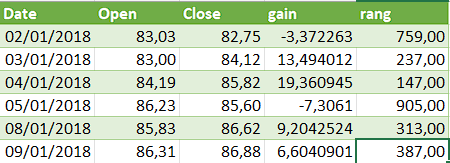 Date Open Close gain rang
02/01/2018 83,03 82,75 -3,372263 759,00
03/01/2018 83,00 84,12 13,494012 237,00
04/01/2018 84,19 85,82 19,360945 147,00
05/01/2018 86,23 85,60 -7,3061 905,00
08/01/2018 85,83 86,62 9,2042524 313,00
09/01/2018 86,31 86,88 6,6040901 387,00